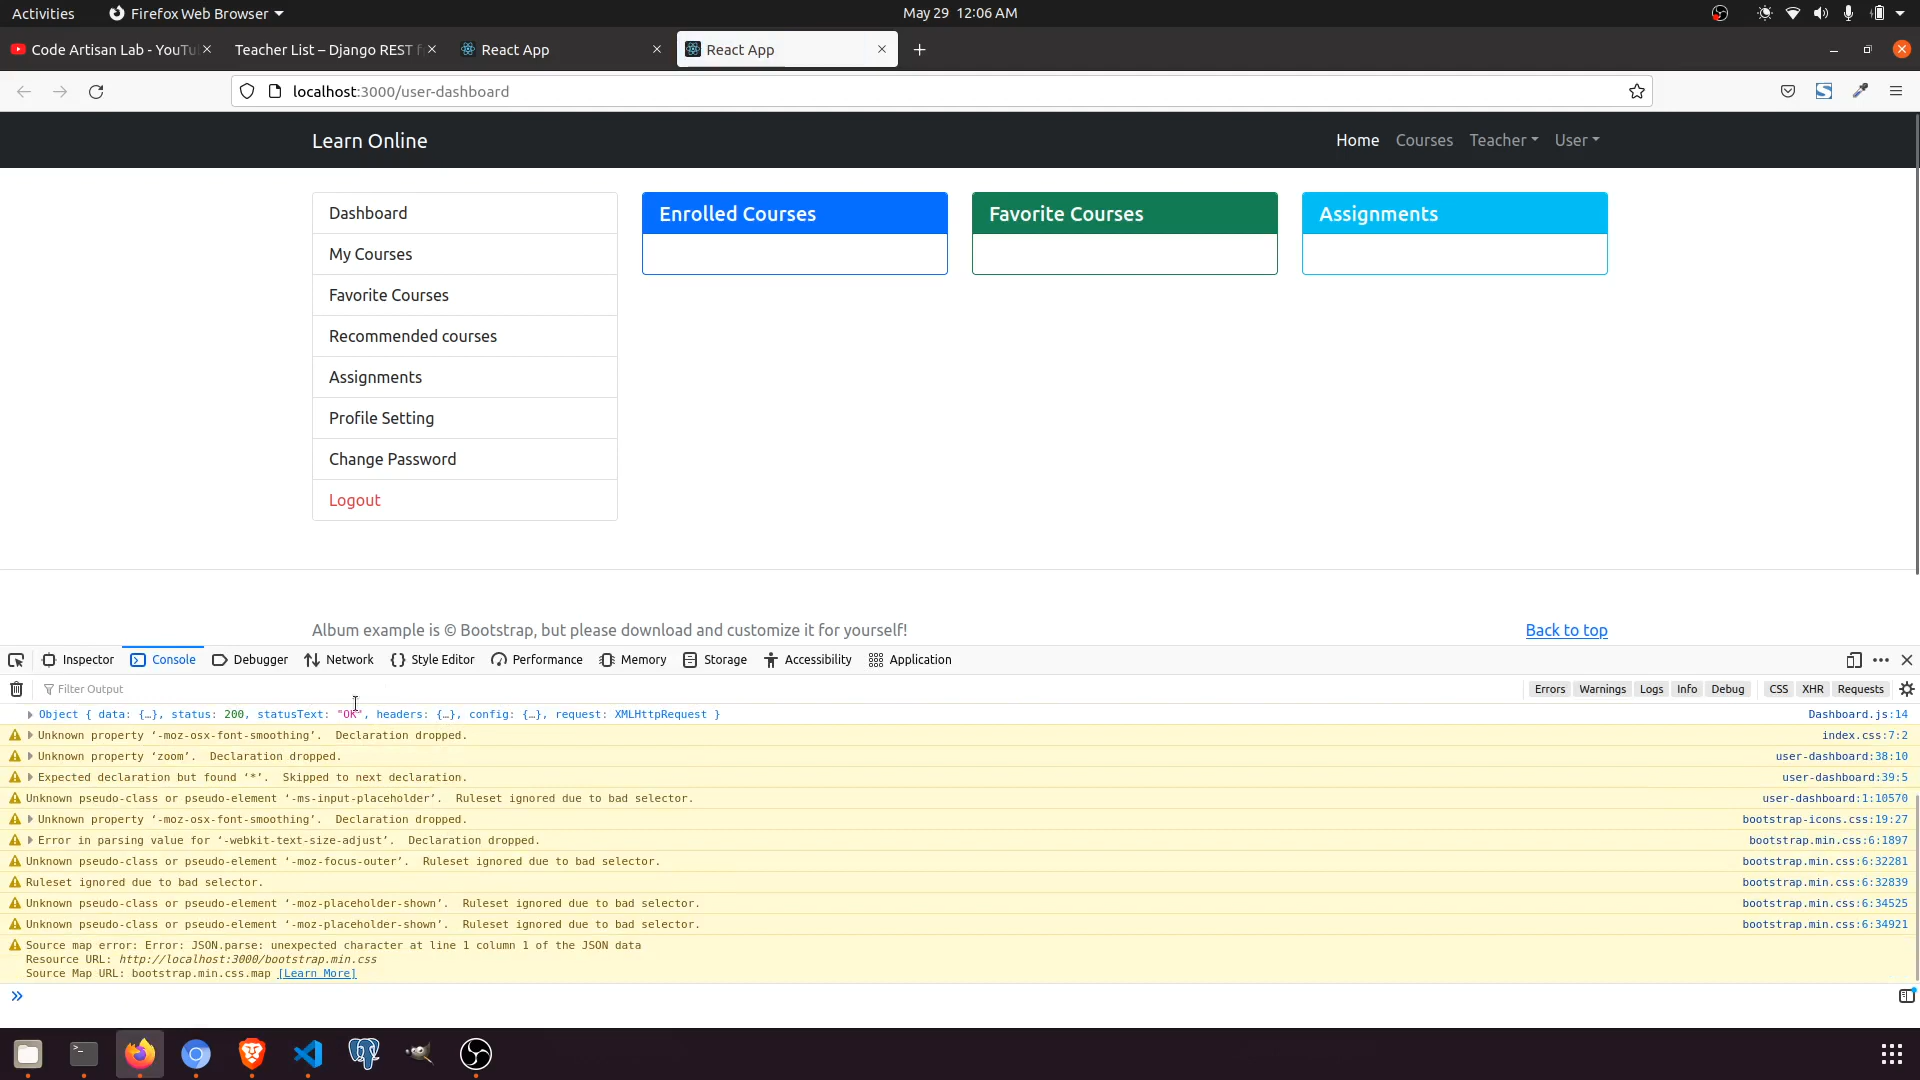 Activities
Firefox Web Browser
May 29 12:06 AM
Code Artisan Lab - YouTu
Teacher List – Django REST f
React App
React App
localhost:3000/user-dashboard
Learn Online
Home
Courses
Teacher
User
Dashboard
My Courses
Favorite Courses
Recommended courses
Assignments
Profile Setting
Change Password
Logout
Enrolled Courses
Favorite Courses
Assignments
Album example is © Bootstrap, but please download and customize it for yourself!
Back to top
Inspector
Console
Debugger
Network
Style Editor
Performance
Memory
Storage
Accessibility
Application
Filter Output
Errors
Warnings
Logs
Info
Debug
CSS
XHR
Requests
Object { data: {…}, status: 200, statusText: "OK", headers: {…}, config: {…}, request: XMLHttpRequest }
Dashboard.js:14
Unknown property ‘-moz-osx-font-smoothing’. Declaration dropped.
index.css:7:2
Unknown property ‘zoom’. Declaration dropped.
user-dashboard:38:10
Expected declaration but found ‘*’. Skipped to next declaration.
user-dashboard:39:5
Unknown pseudo-class or pseudo-element ‘-ms-input-placeholder’. Ruleset ignored due to bad selector.
user-dashboard:1:10570
Unknown property ‘-moz-osx-font-smoothing’. Declaration dropped.
bootstrap-icons.css:19:27
Error in parsing value for ‘-webkit-text-size-adjust’. Declaration dropped.
bootstrap.min.css:6:1897
Unknown pseudo-class or pseudo-element ‘-moz-focus-outer’. Ruleset ignored due to bad selector.
bootstrap.min.css:6:32281
Ruleset ignored due to bad selector.
bootstrap.min.css:6:32839
Unknown pseudo-class or pseudo-element ‘-moz-placeholder-shown’. Ruleset ignored due to bad selector.
bootstrap.min.css:6:34525
Unknown pseudo-class or pseudo-element ‘-moz-placeholder-shown’. Ruleset ignored due to bad selector.
bootstrap.min.css:6:34921
Source map error: Error: JSON.parse: unexpected character at line 1 column 1 of the JSON data
Resource URL: http://localhost:3000/bootstrap.min.css
Source Map URL: bootstrap.min.css.map [Learn More]